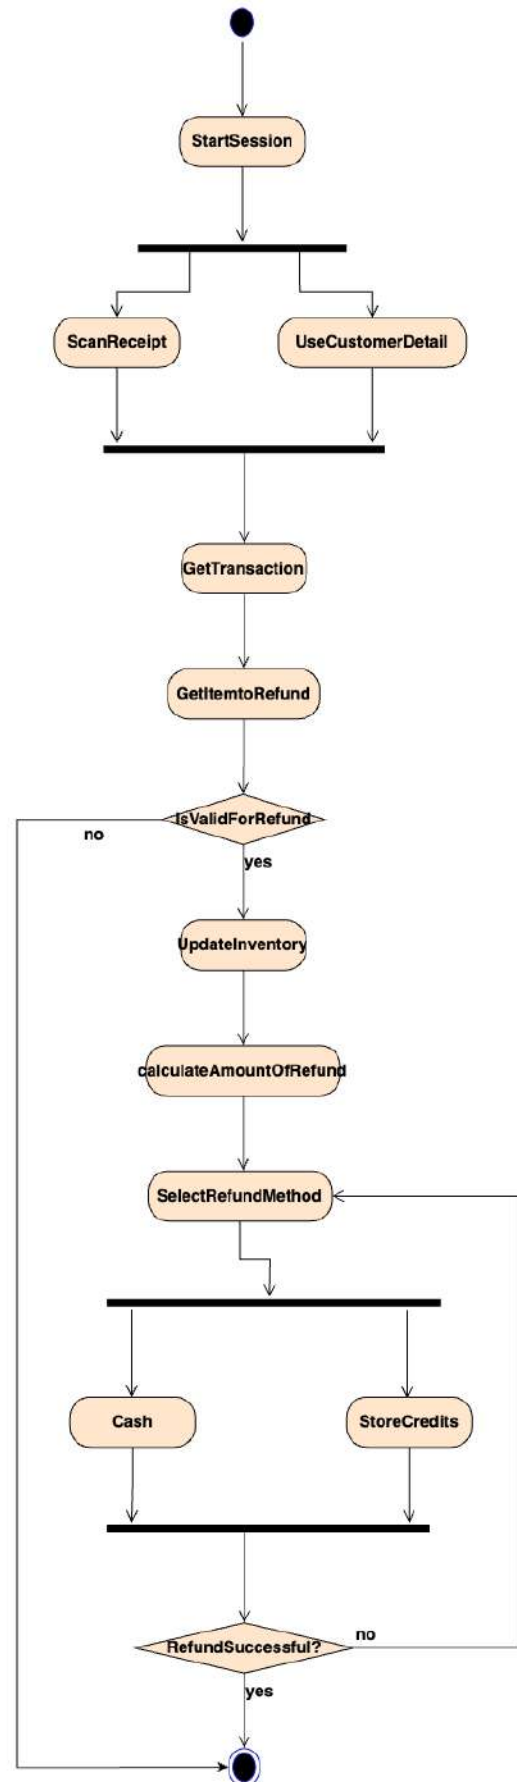 StartSession
ScanReceipt
UseCustomerDetail
GetTransaction
GetItemtoRefund
IsValidForRefund
no
yes
UpdateInventory
calculateAmountOfRefund
SelectRefundMethod
Cash
StoreCredits
RefundSuccessful?
no
yes